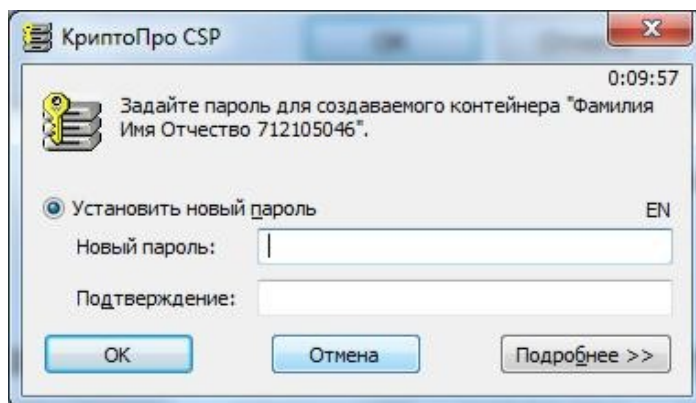 КриптоПро CSP
0:09:57
Задайте пароль для создаваемого контейнера "Фамилия
Имя Отчество 712105046".
Установить новый пароль
EN
Новый пароль:
Подтверждение:
OK
Отмена
Подробнее >>